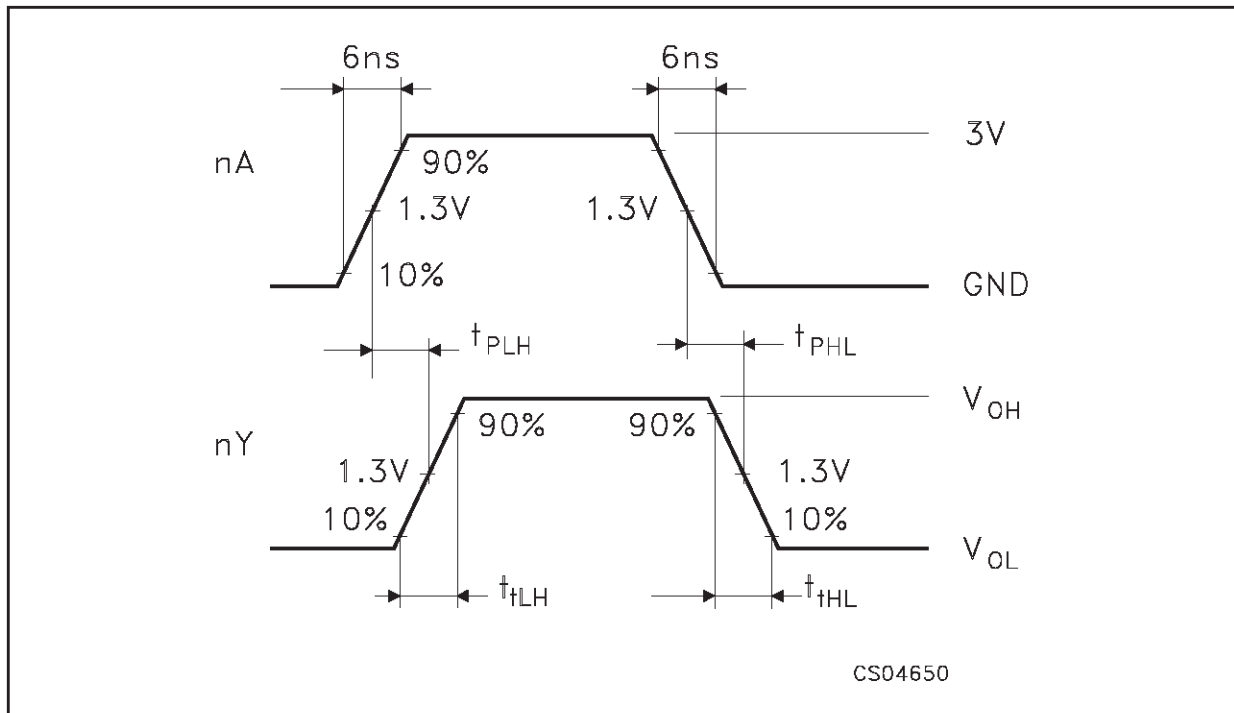 6ns 6ns
3V
nA
90%
1.3V 1.3V
10%
GND
tPLH tPHL
VOH
90% 90%
nY
1.3V 1.3V
10% 10%
VOL
ttLH ttHL
CS04650